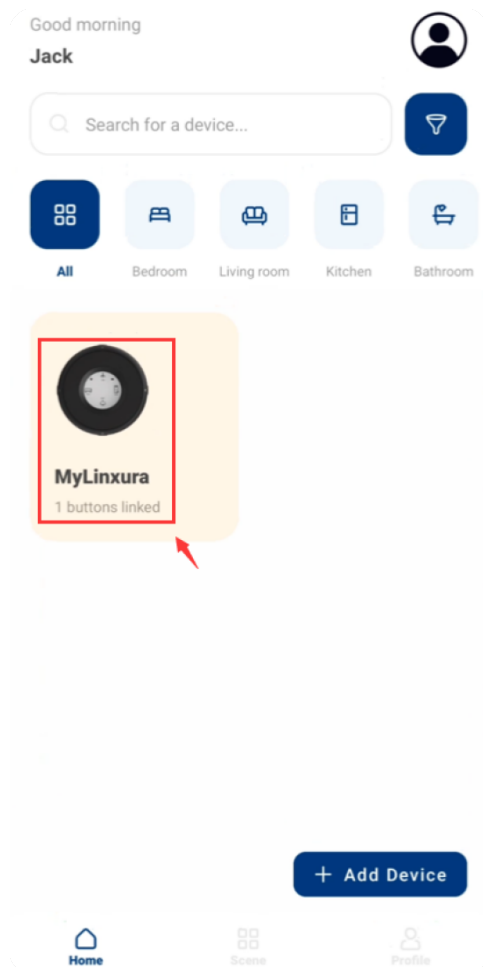 Good morning
Jack
Search for a device...
All Bedroom Living room Kitchen Bathroom
MyLinxura
1 buttons linked
+ Add Device
Home Scene Profile